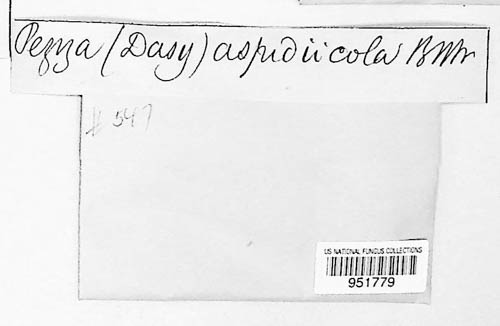 Peziza (Dasy) aspidiicola B&Br
# 547
US NATIONAL FUNGUS COLLECTIONS
951779